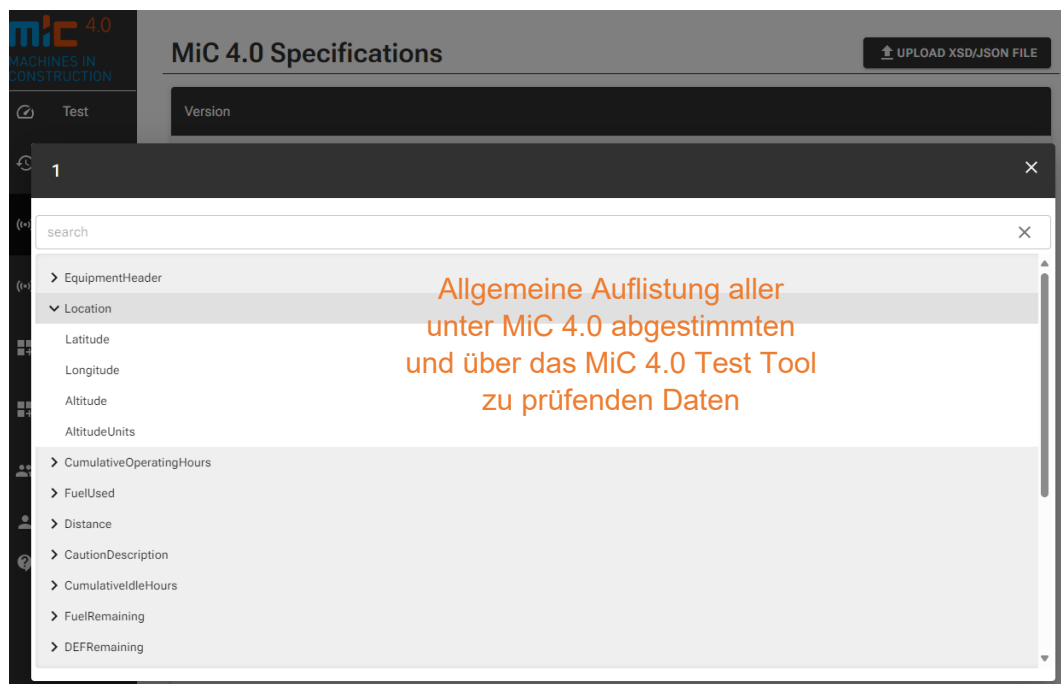 mic 4.0
MACHINES IN
CONSTRUCTION
MiC 4.0 Specifications
UPLOAD XSD/JSON FILE
Test
Version
1
search
EquipmentHeader
Location
Latitude
Longitude
Altitude
AltitudeUnits
CumulativeOperatingHours
FuelUsed
Distance
CautionDescription
CumulativeIdleHours
FuelRemaining
DEFRemaining
Allgemeine Auflistung aller
unter MiC 4.0 abgestimmten
und über das MiC 4.0 Test Tool
zu prüfenden Daten